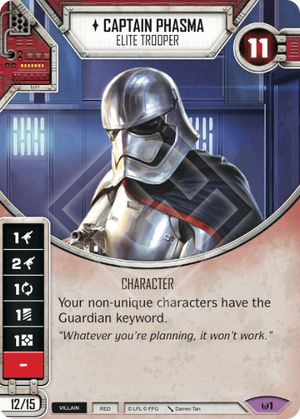 CAPTAIN PHASMA
ELITE TROOPER
11
1
2
1
1
1
–
CHARACTER
Your non-unique characters have the
Guardian keyword.
"Whatever you're planning, it won't work."
12/15
VILLAIN
RED
© LFL © FFG
Darren Tan
1